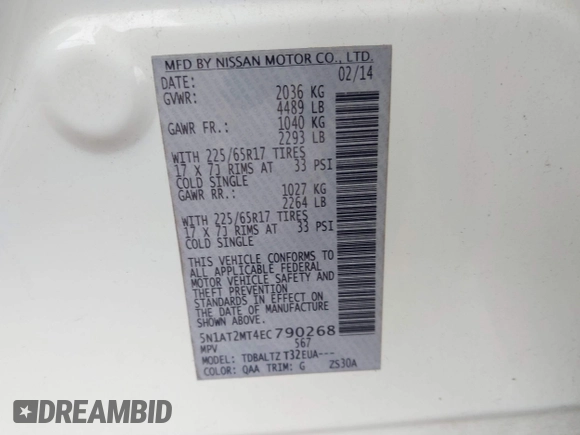 MFD BY NISSAN MOTOR CO., LTD.
DATE: 02/14
GVWR: 2036 KG
4489 LB
GAWR FR.: 1040 KG
2293 LB
WITH 225/65R17 TIRES
17 X 7J RIMS AT 33 PSI
COLD SINGLE
GAWR RR.: 1027 KG
2264 LB
WITH 225/65R17 TIRES
17 X 7J RIMS AT 33 PSI
COLD SINGLE
THIS VEHICLE CONFORMS TO
ALL APPLICABLE FEDERAL
MOTOR VEHICLE SAFETY AND
THEFT PREVENTION
STANDARDS IN EFFECT ON
THE DATE OF MANUFACTURE
SHOWN ABOVE.
5N1AT2MT4EC790268
MPV 567
MODEL: TDBALTZ T32EUA---
COLOR: QAA TRIM: G 2S30A
DREAMBID